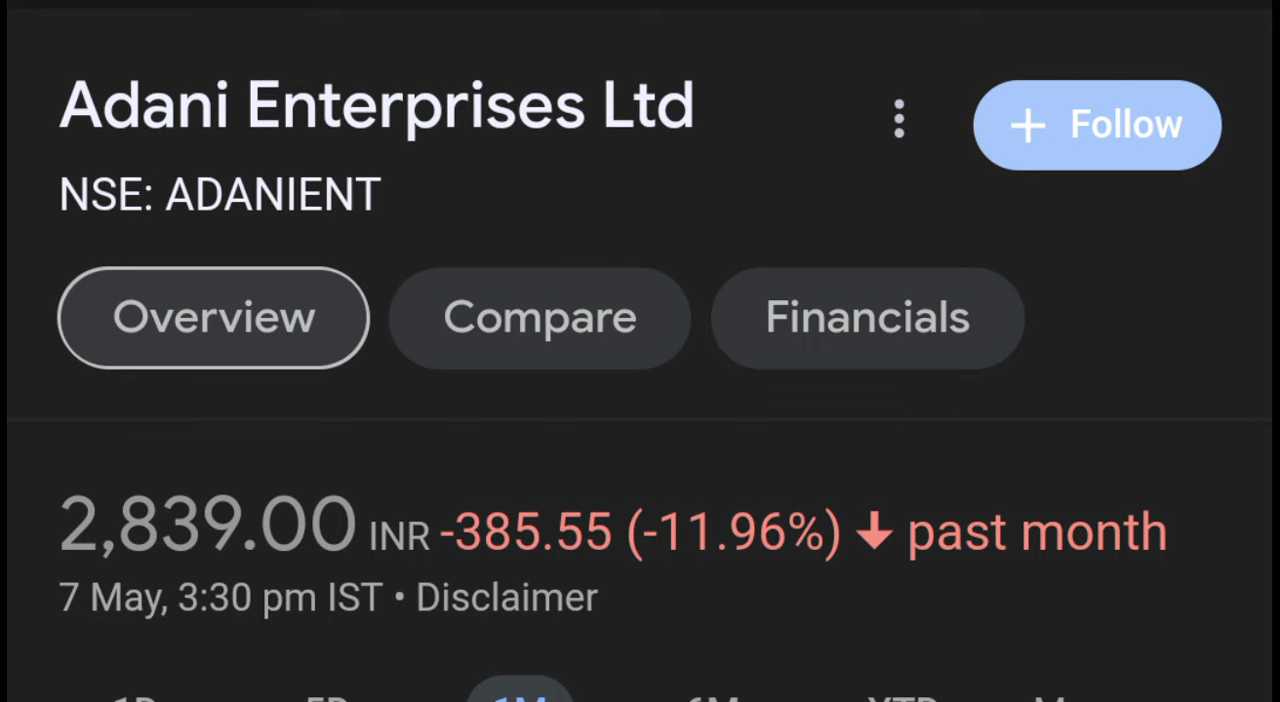 Adani Enterprises Ltd
+ Follow
NSE: ADANIENT
Overview Compare Financials
2,839.00 INR -385.55 (-11.96%) ↓ past month
7 May, 3:30 pm IST • Disclaimer
1M